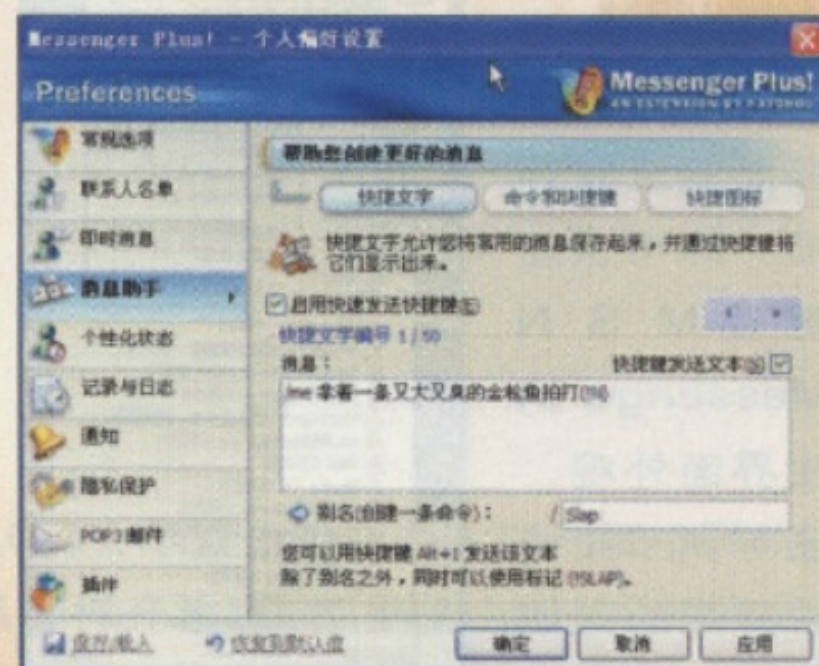 Messenger Plus! - 个人偏好设置
Preferences
Messenger Plus!
AN EXTENSION BY PATCHOU
常规选项
联系人名单
即时消息
消息助手
个性化状态
记录与日志
通知
隐私保护
POP3邮件
插件
帮助您创建更好的消息
快捷文字
命令和快捷键
快捷图标
快捷文字允许您将常用的消息保存起来，并通过快捷键将
它们显示出来。
启用快速发送快捷键(E)
快捷文字编号 1/50
消息：
快捷键发送文本(S)
/me 拿着一条又大又臭的金枪鱼拍打
别名(创建一条命令)：
/ Slap
您可以用快捷键 Alt+1 发送该文本
除了别名之外，同时可以使用标记 (!SLAP)。
保存/载入
恢复到默认值
确定
取消
应用